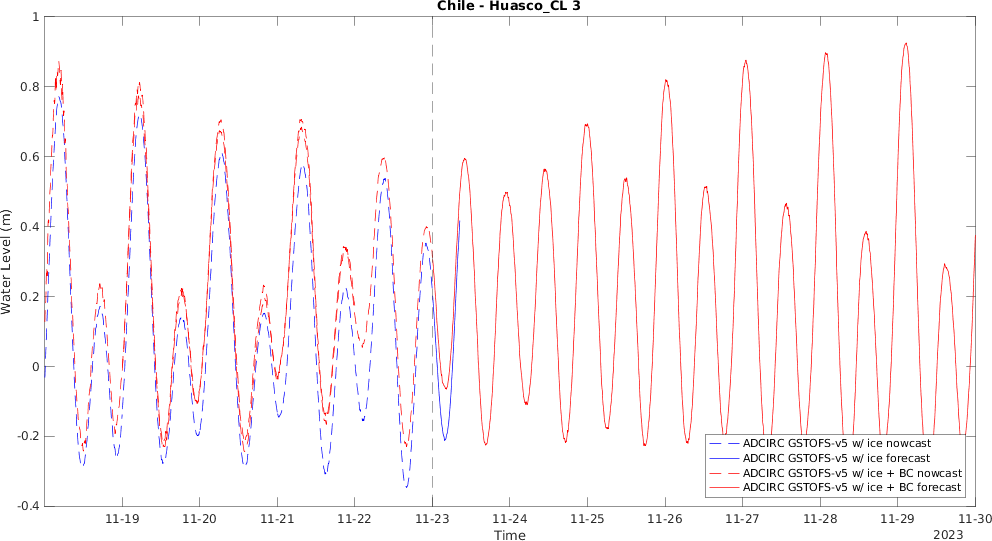 Chile - Huasco_CL 3
Water Level (m)
1
0.8
0.6
0.4
0.2
0
-0.2
-0.4
ADCIRC GSTOFS-v5 w/ ice nowcast
ADCIRC GSTOFS-v5 w/ ice forecast
ADCIRC GSTOFS-v5 w/ ice + BC nowcast
ADCIRC GSTOFS-v5 w/ ice + BC forecast
11-19 11-20 11-21 11-22 11-23 11-24 11-25 11-26 11-27 11-28 11-29 11-30
Time
2023